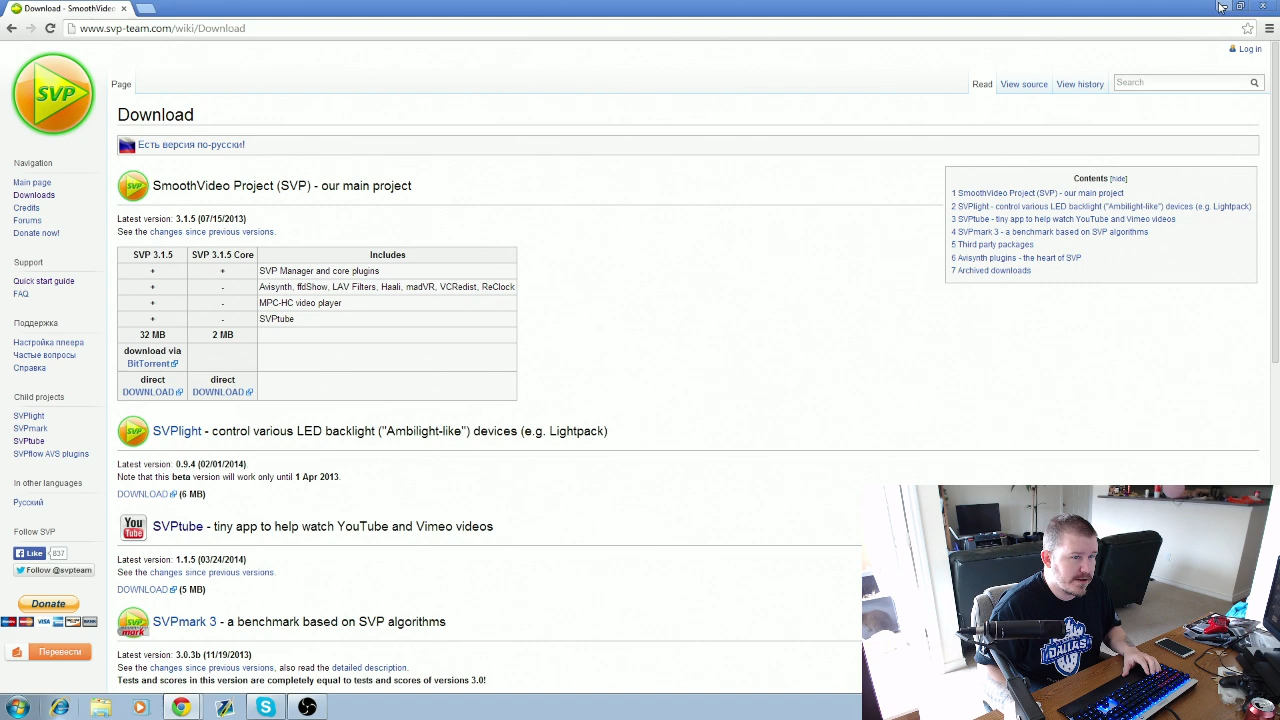 Download - SmoothVideo
www.svp-team.com/wiki/Download
Log in
SVP
Page
Read
View source
View history
Search
Download
Есть версия по-русски!
Navigation
Main page
Downloads
Credits
Forums
Donate now!
Support
Quick start guide
FAQ
Поддержка
Настройка плеера
Частые вопросы
Справка
Child projects
SVPlight
SVPmark
SVPtube
SVPflow AVS plugins
In other languages
Русский
Follow SVP
Like 837
Follow @svpteam
Donate
Перевести
SVP SmoothVideo Project (SVP) - our main project
Latest version: 3.1.5 (07/15/2013)
See the changes since previous versions.
SVP 3.1.5 SVP 3.1.5 Core Includes
+ + SVP Manager and core plugins
+ - Avisynth, ffdShow, LAV Filters, Haali, madVR, VCRedist, ReClock
+ - MPC-HC video player
+ - SVPtube
32 MB 2 MB
download via
BitTorrent
direct direct
DOWNLOAD DOWNLOAD
Contents [hide]
1 SmoothVideo Project (SVP) - our main project
2 SVPlight - control various LED backlight ("Ambilight-like") devices (e.g. Lightpack)
3 SVPtube - tiny app to help watch YouTube and Vimeo videos
4 SVPmark 3 - a benchmark based on SVP algorithms
5 Third party packages
6 Avisynth plugins - the heart of SVP
7 Archived downloads
SVP SVPlight - control various LED backlight ("Ambilight-like") devices (e.g. Lightpack)
Latest version: 0.9.4 (02/01/2014).
Note that this beta version will work only until 1 Apr 2013.
DOWNLOAD (6 MB)
You Tube SVPtube - tiny app to help watch YouTube and Vimeo videos
Latest version: 1.1.5 (03/24/2014)
See the changes since previous versions.
DOWNLOAD (5 MB)
SVP mark SVPmark 3 - a benchmark based on SVP algorithms
Latest version: 3.0.3b (11/19/2013)
See the changes since previous versions, also read the detailed description.
Tests and scores in this version are completely equal to tests and scores of versions 3.0!
DALLAS